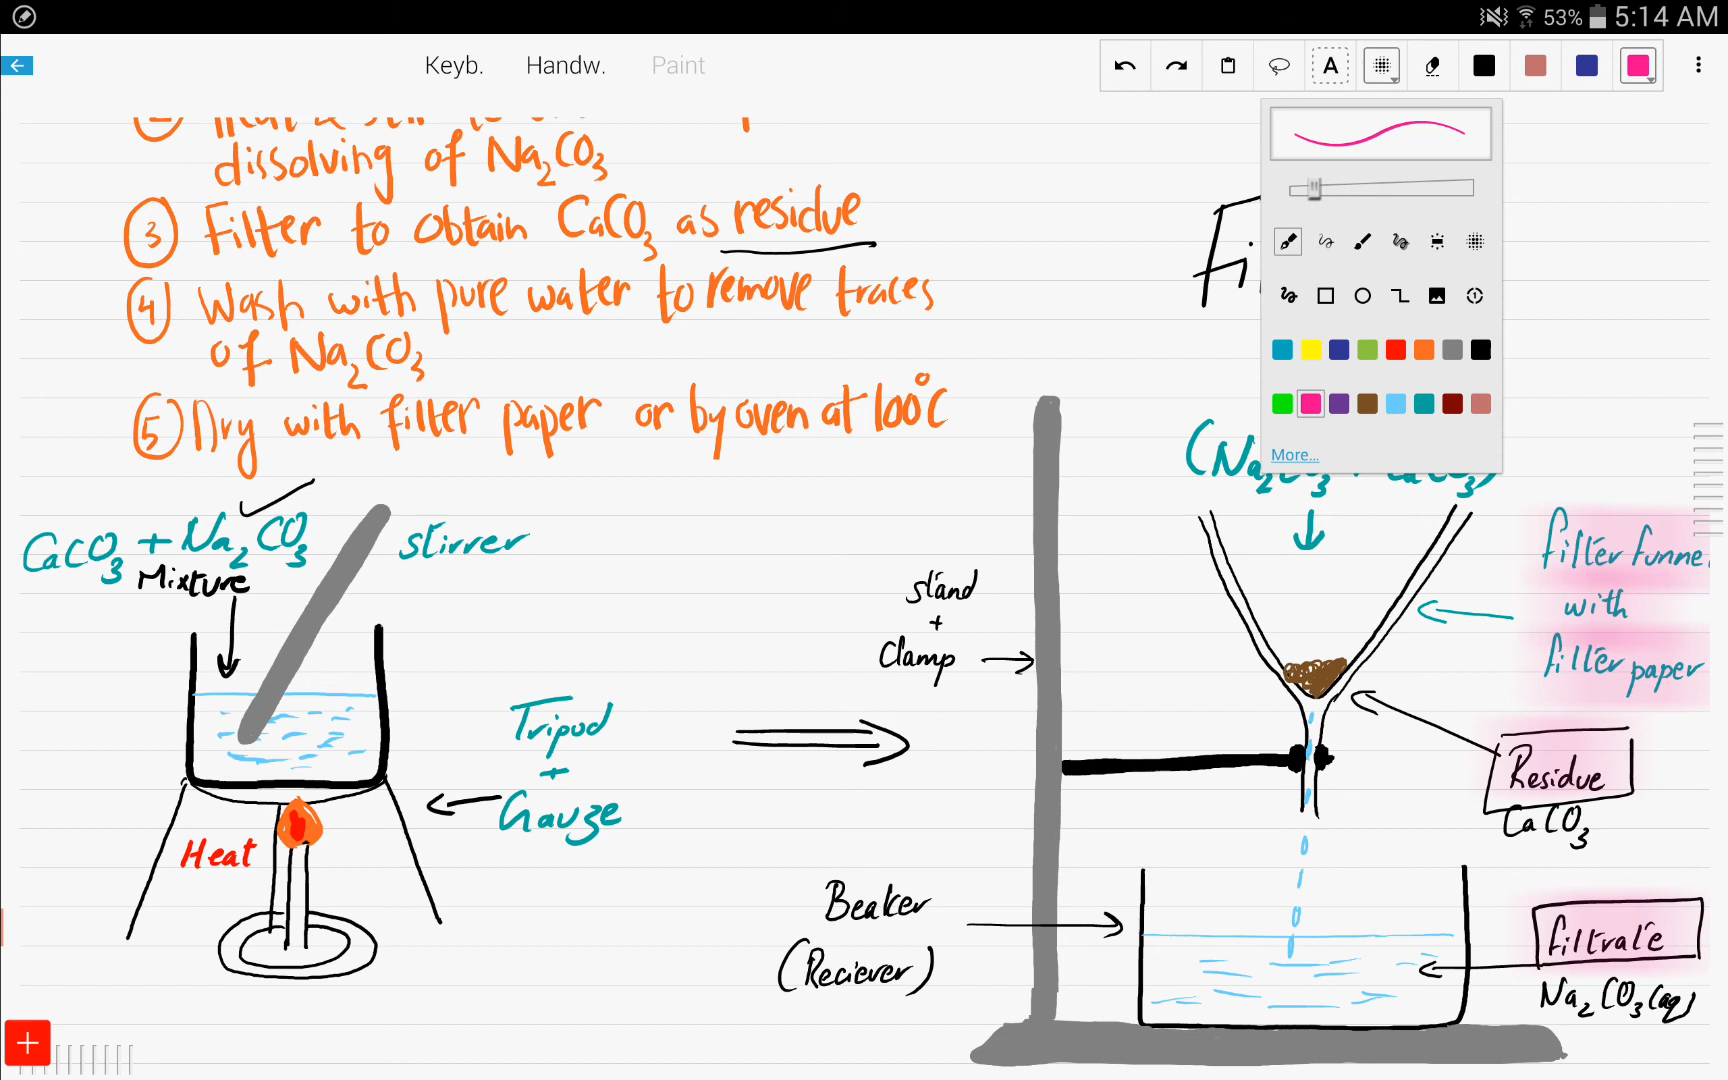 53% 5:14 AM
Keyb. Handw. Paint
A
dissolving of Na₂CO₃
③ Filter to obtain CaCO₃ as residue
④ Wash with pure water to remove traces
of Na₂CO₃
⑤ Dry with filter paper or by oven at 100°C
More...
CaCO₃ + Na₂CO₃
Mixture
stirrer
Heat
Tripod
+
Gauze
stand
+
Clamp
Beaker
(Reciever)
filter funne
with
filter paper
Residue
CaCO₃
filtrate
Na₂CO₃(aq)